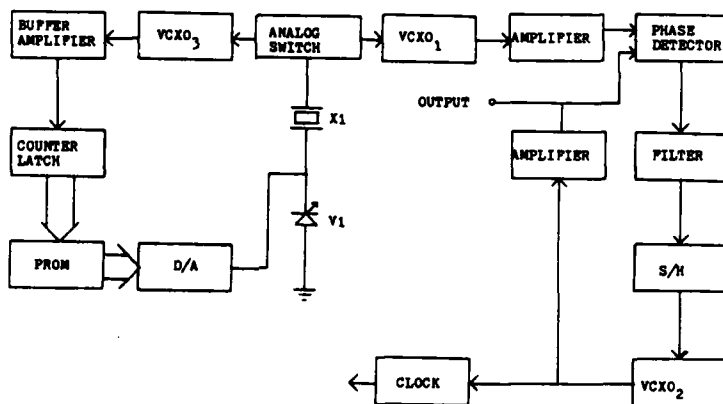 BUFFER
AMPLIFIER
VCXO3
ANALOG
SWITCH
VCXO1
AMPLIFIER
PHASE
DETECTOR
X1
OUTPUT
COUNTER
LATCH
AMPLIFIER
FILTER
V1
PROM
D/A
S/H
CLOCK
VCXO2